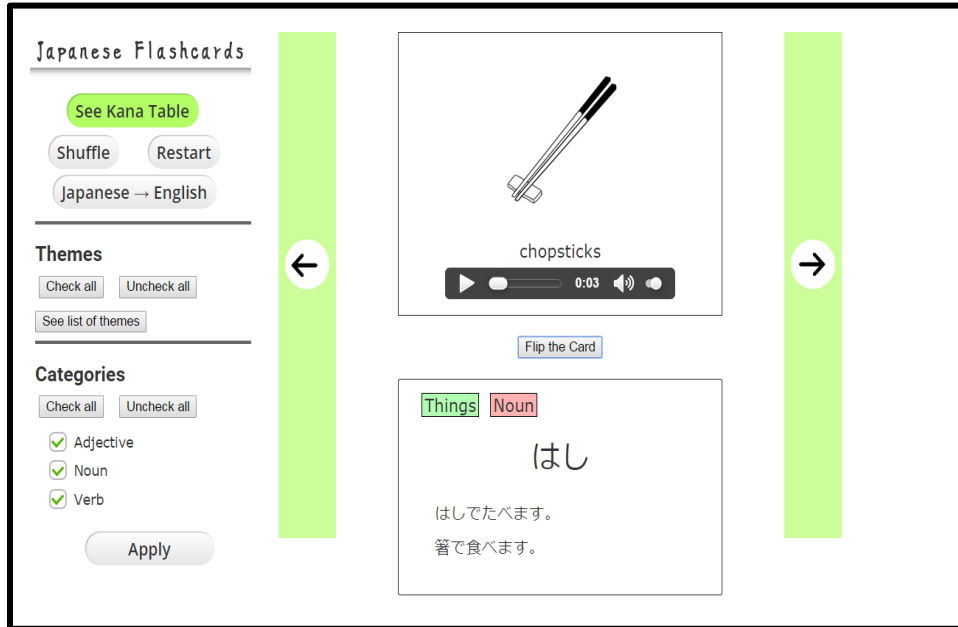 Japanese Flashcards
See Kana Table
Shuffle Restart
Japanese → English
Themes
Check all Uncheck all
See list of themes
Categories
Check all Uncheck all
Adjective
Noun
Verb
Apply
chopsticks
0:03
Flip the Card
Things Noun
はし
はしでたべます。
箸で食べます。